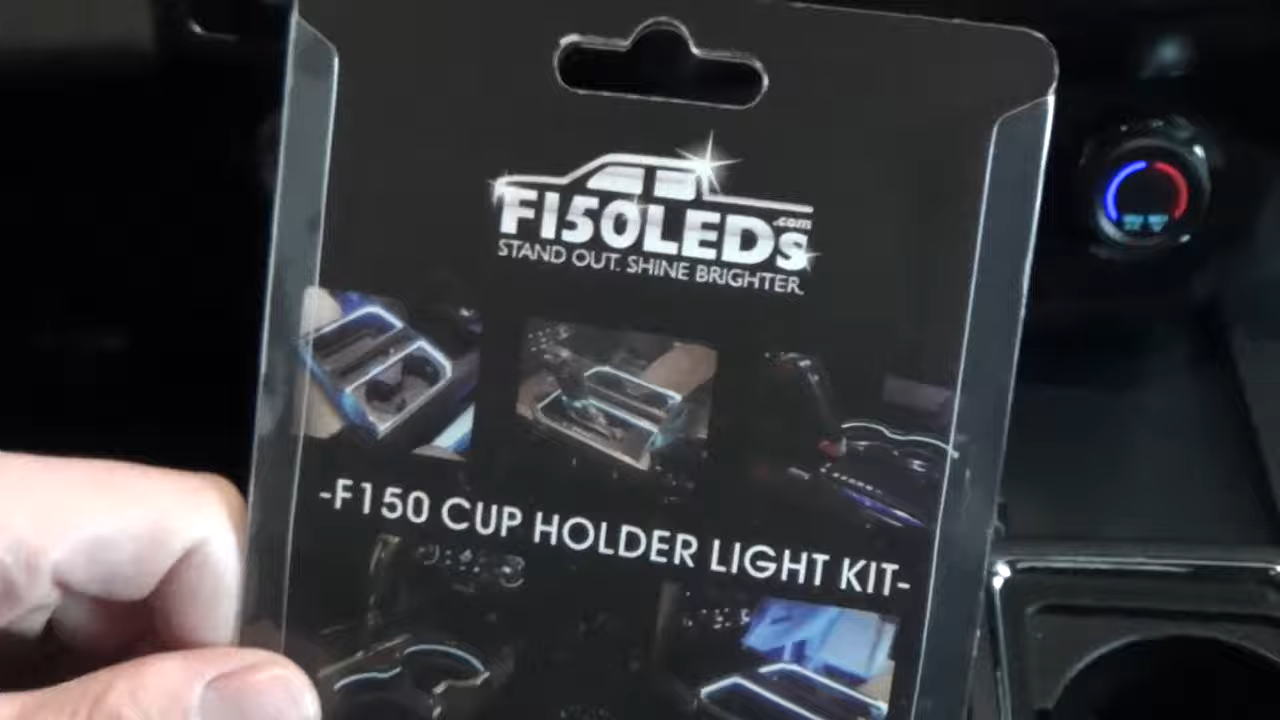 F150LEDs
.com
STAND OUT. SHINE BRIGHTER.
-F150 CUP HOLDER LIGHT KIT-